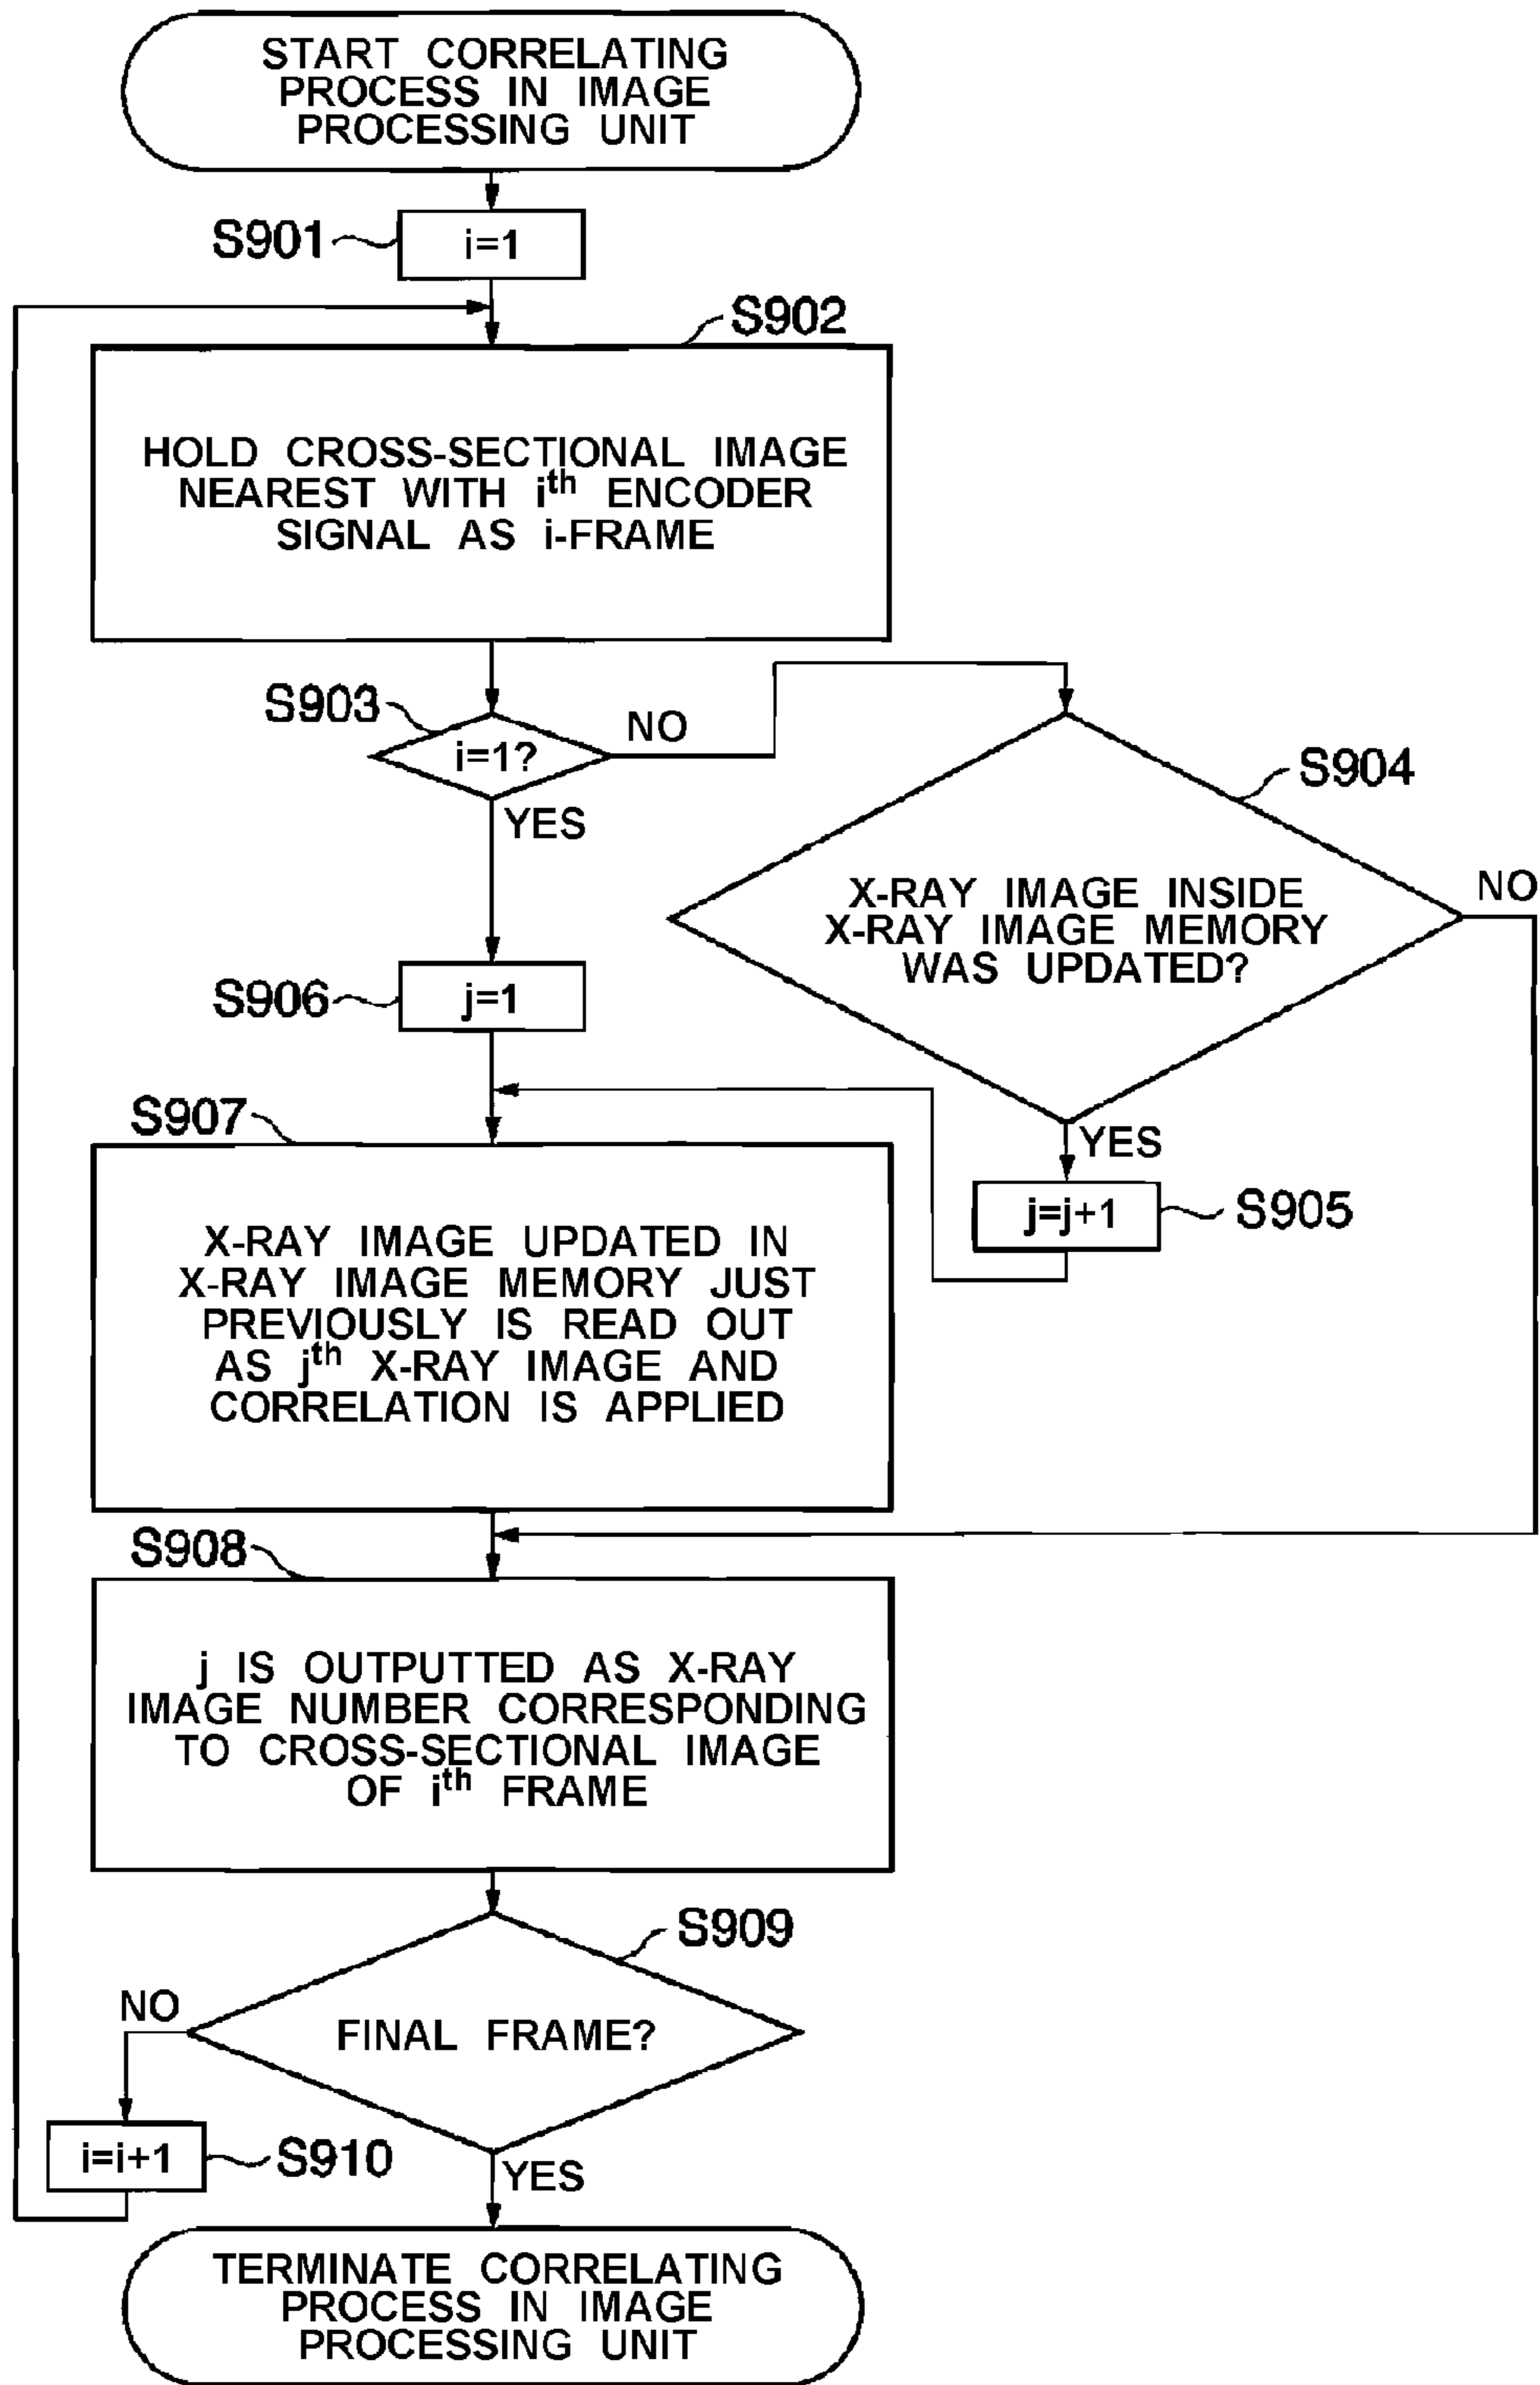 START CORRELATING
PROCESS IN IMAGE
PROCESSING UNIT
S901
i=1
S902
HOLD CROSS-SECTIONAL IMAGE
NEAREST WITH ith ENCODER
SIGNAL AS i-FRAME
S903
i=1?
NO
YES
S904
X-RAY IMAGE INSIDE
X-RAY IMAGE MEMORY
WAS UPDATED?
NO
YES
S906
j=1
j=j+1
S905
S907
X-RAY IMAGE UPDATED IN
X-RAY IMAGE MEMORY JUST
PREVIOUSLY IS READ OUT
AS jth X-RAY IMAGE AND
CORRELATION IS APPLIED
S908
j IS OUTPUTTED AS X-RAY
IMAGE NUMBER CORRESPONDING
TO CROSS-SECTIONAL IMAGE
OF ith FRAME
S909
FINAL FRAME?
NO
i=i+1
S910
YES
TERMINATE CORRELATING
PROCESS IN IMAGE
PROCESSING UNIT